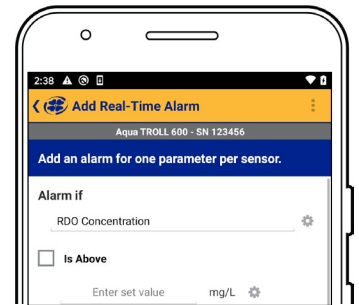 2:38
Add Real-Time Alarm
Aqua TROLL 600 - SN 123456
Add an alarm for one parameter per sensor.
Alarm if
RDO Concentration
Is Above
Enter set value mg/L